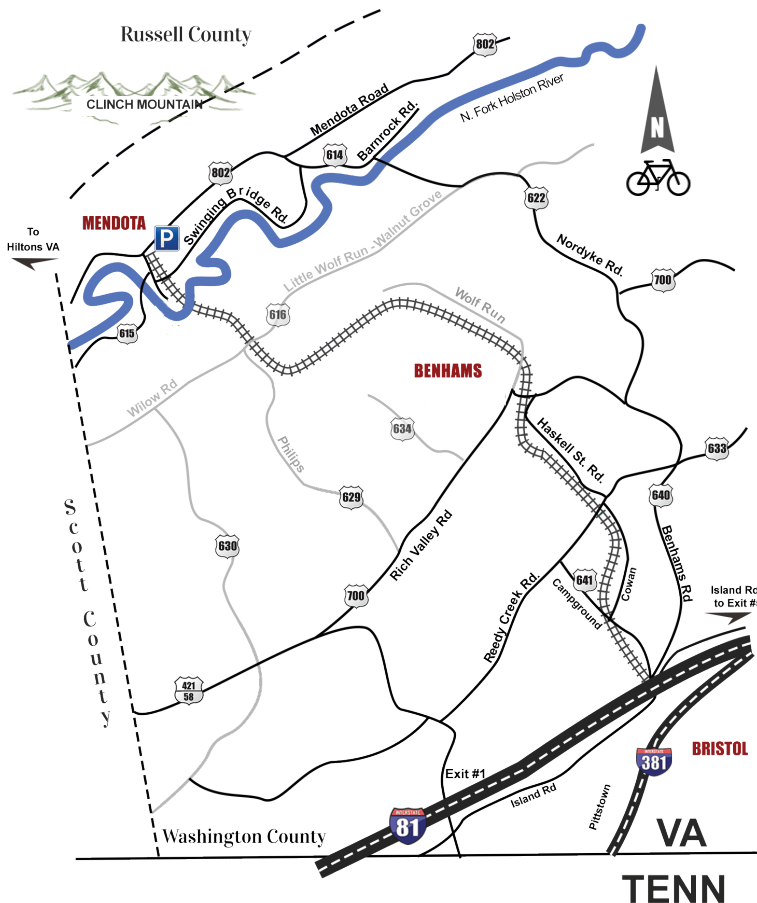 Russell County
802
CLINCH MOUNTAIN
N. Fork Holston River
Mendota Road
Barnrock Rd.
614
N
802
Swinging Bridge Rd.
622
MENDOTA
P
To
Hiltons VA
Little Wolf Run -Walnut Grove
Nordyke Rd.
700
616
Wolf Run
615
BENHAMS
Wilow Rd
634
Haskell St. Rd.
633
Philips
629
640
Scott County
630
Rich Valley Rd
Benhams Rd
641
Cowan
Campground
Island Rd
to Exit #
700
Reedy Creek Rd.
421
58
BRISTOL
INTERSTATE
381
Exit #1
Island Rd
Pittstown
INTERSTATE
81
Washington County
VA
TENN